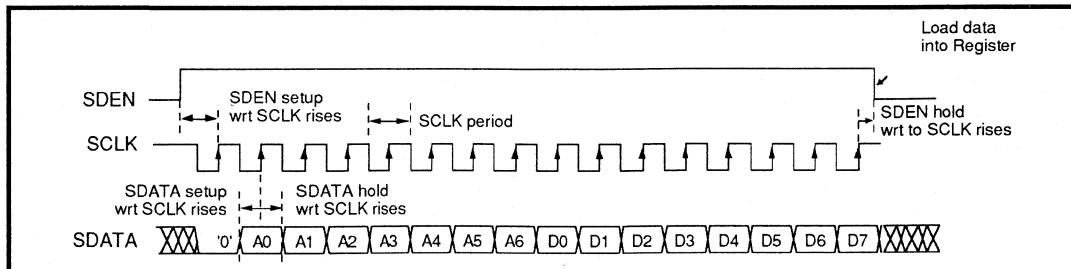 Load data
into Register
SDEN
SDEN setup
wrt SCLK rises
SCLK period
SDEN hold
wrt to SCLK rises
SCLK
SDATA setup
wrt SCLK rises
SDATA hold
wrt SCLK rises
SDATA
'0' A0 A1 A2 A3 A4 A5 A6 D0 D1 D2 D3 D4 D5 D6 D7